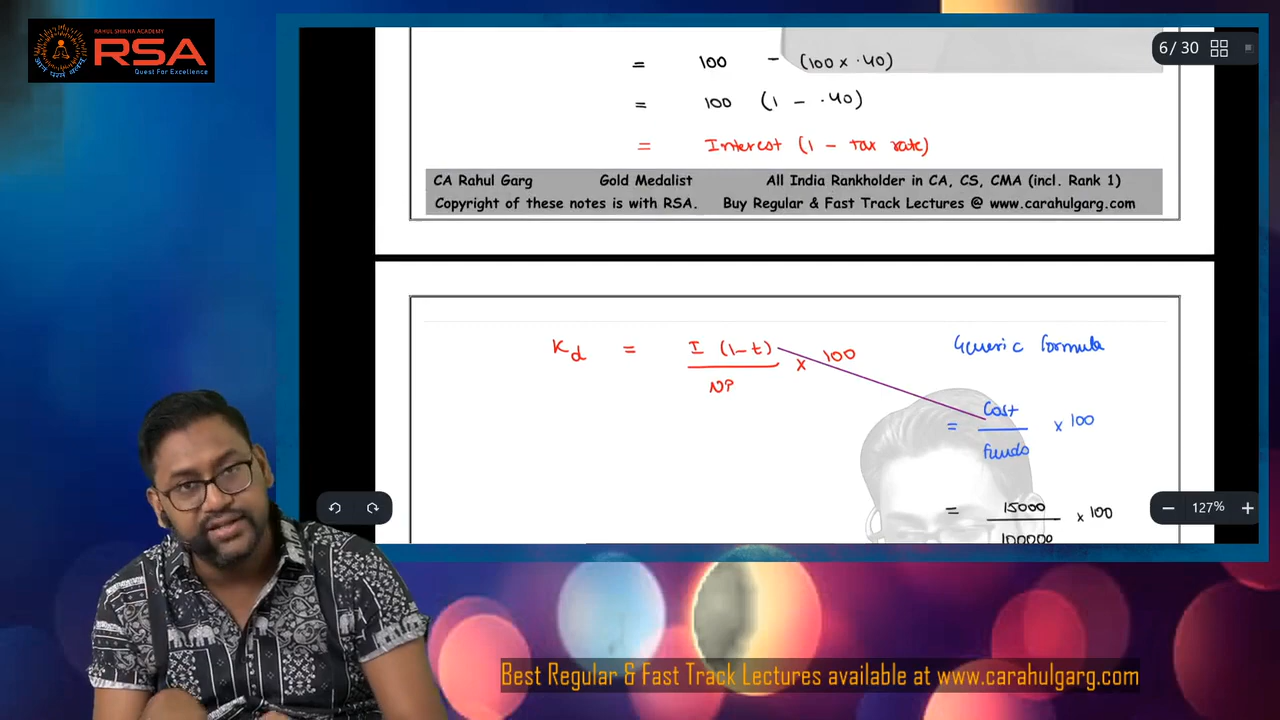 RAHUL SHIKHA ACADEMY
RSA
Quest For Excellence
6/30
= 100 - (100 x .40)
= 100 (1 - .40)
= Interest (1 - Tax rate)
CA Rahul Garg Gold Medalist All India Rankholder in CA, CS, CMA (incl. Rank 1)
Copyright of these notes is with RSA. Buy Regular & Fast Track Lectures @ www.carahulgarg.com
Kd = I (1-t) x 100
NP
Generic formula
= Cost x 100
funds
= 15000 x 100
100000
127%
Best Regular & Fast Track Lectures available at www.carahulgarg.com